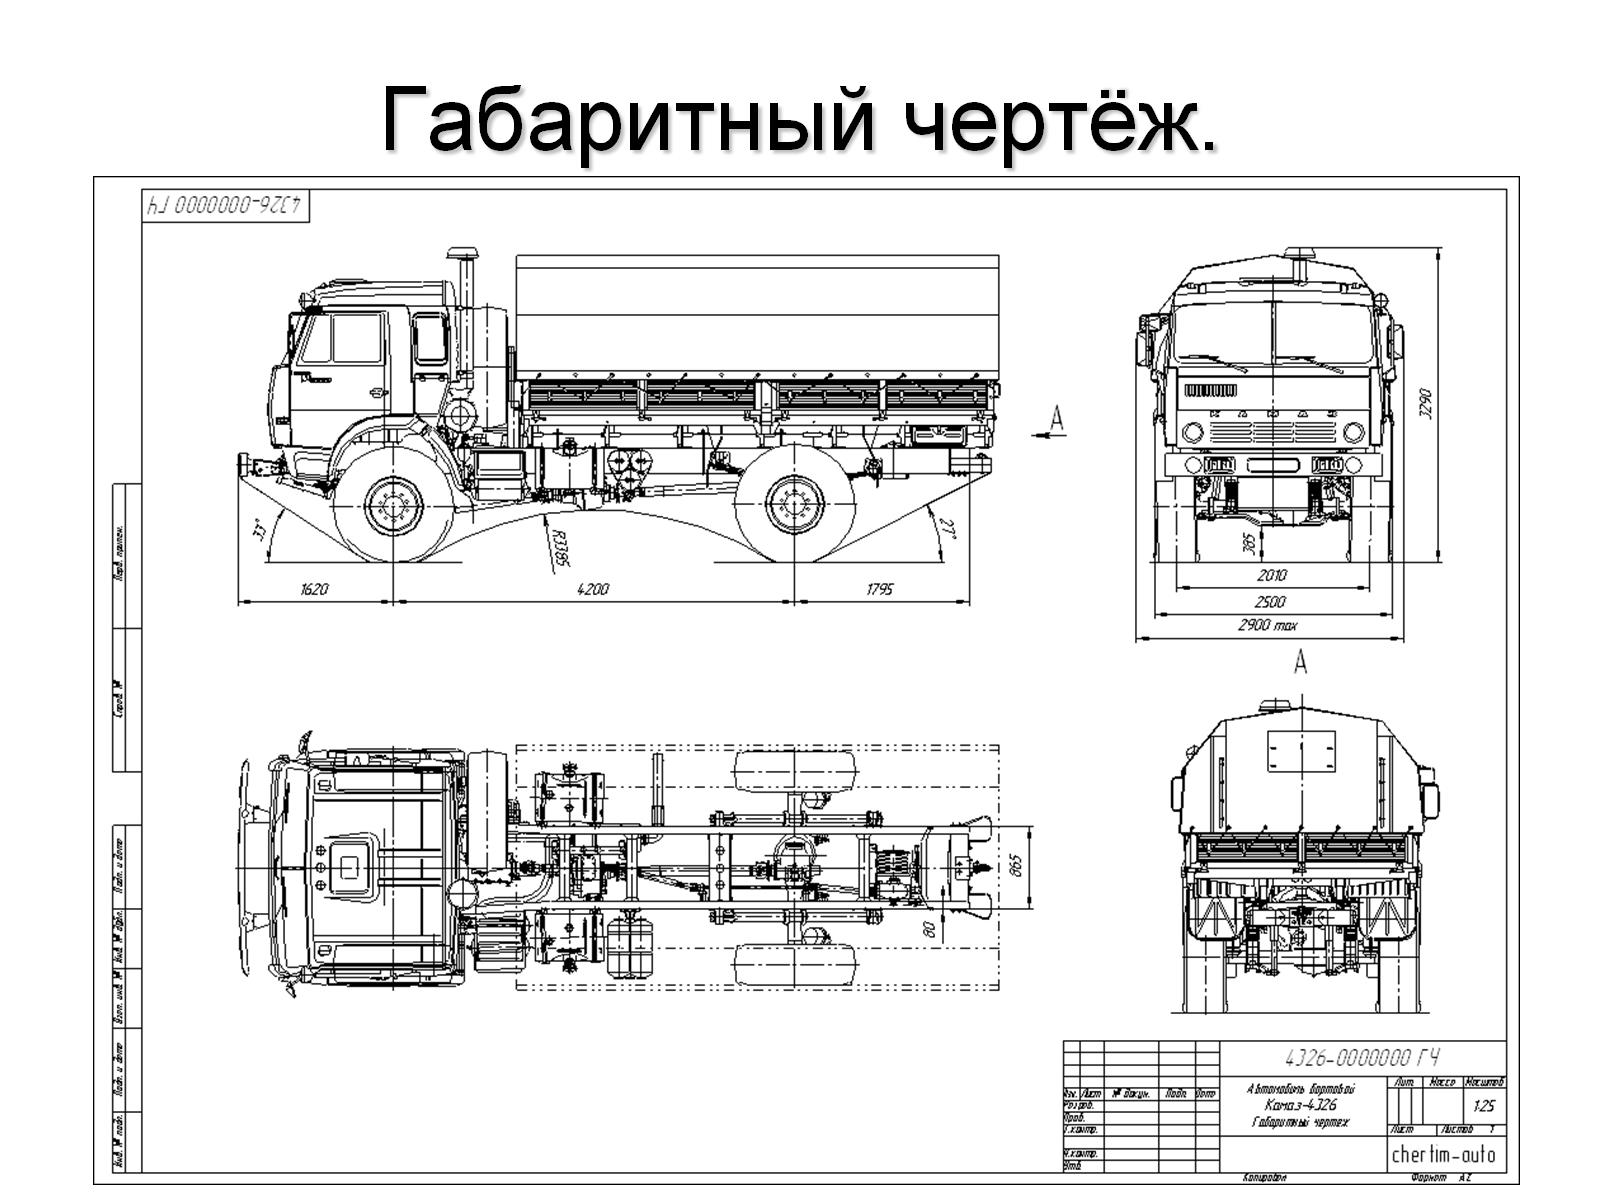 Габаритный чертёж.
4326-0000000 ГЧ
А
3290
33°
R3385
27°
385
1620
4200
1795
2010
2500
2900 max
КАМАЗ
А
865
80
Перв. примен.
Справ. №
Подп. и дата
Инв. № дубл.
Взам. инв. №
Подп. и дата
Инв. № подл.
4326-0000000 ГЧ
Изм. Лист № докум. Подп. Дата
Разраб.
Пров.
Т.контр.
Н.контр.
Утв.
Автомобиль бортовой
Камаз-4326
Габаритный чертеж
Лит. Масса Масштаб
1:25
Лист Листов 1
chertim-auto
Копировал Формат А2